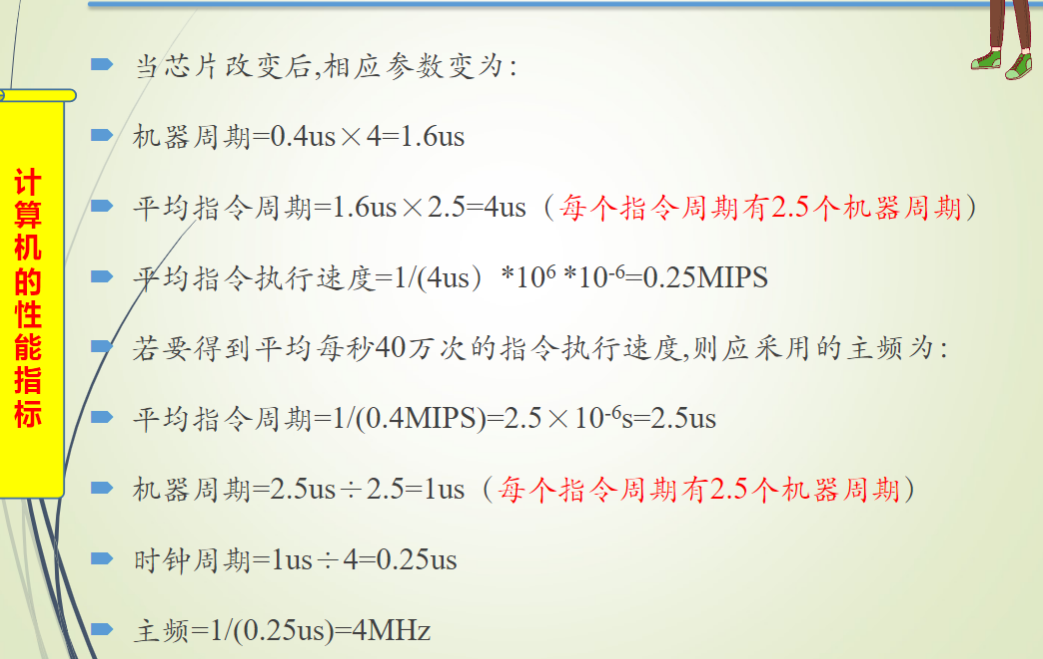 计算机的性能指标
当芯片改变后,相应参数变为:
机器周期=0.4us×4=1.6us
平均指令周期=1.6us×2.5=4us（每个指令周期有2.5个机器周期）
平均指令执行速度=1/(4us）*10⁶ *10⁻⁶=0.25MIPS
若要得到平均每秒40万次的指令执行速度,则应采用的主频为:
平均指令周期=1/(0.4MIPS)=2.5×10⁻⁶s=2.5us
机器周期=2.5us÷2.5=1us（每个指令周期有2.5个机器周期）
时钟周期=1us÷4=0.25us
主频=1/(0.25us)=4MHz